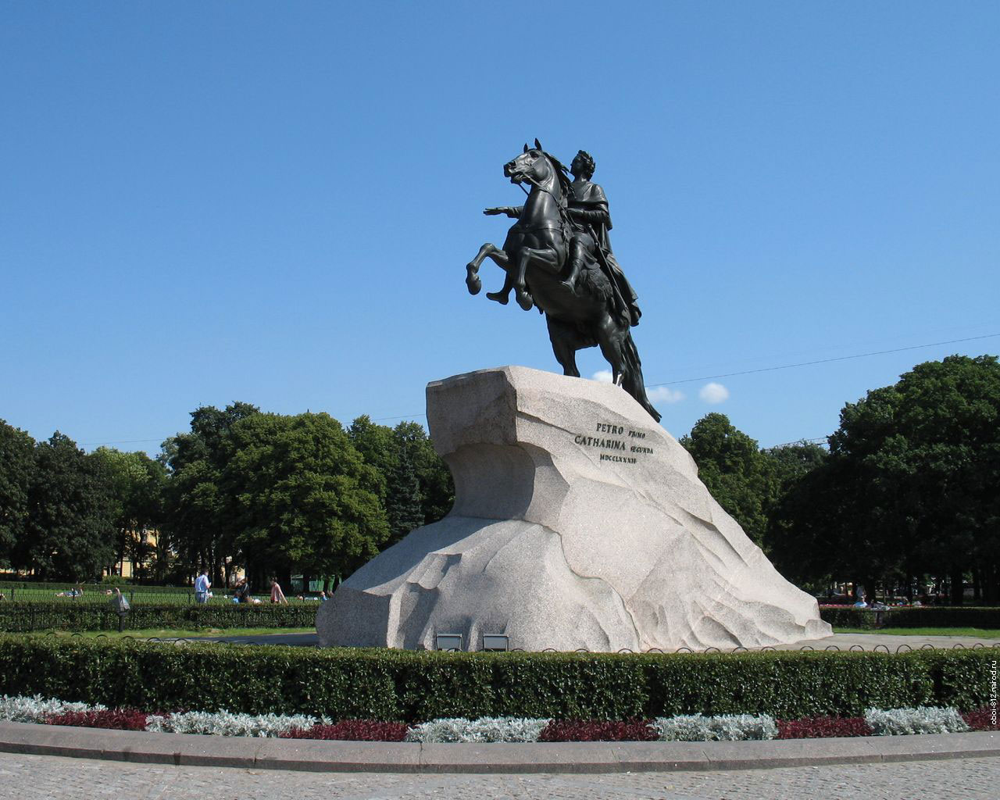 PETRO PRIMO
CATHARINA SECUNDA
MDCCLXXXII
oboi-812.narod.ru